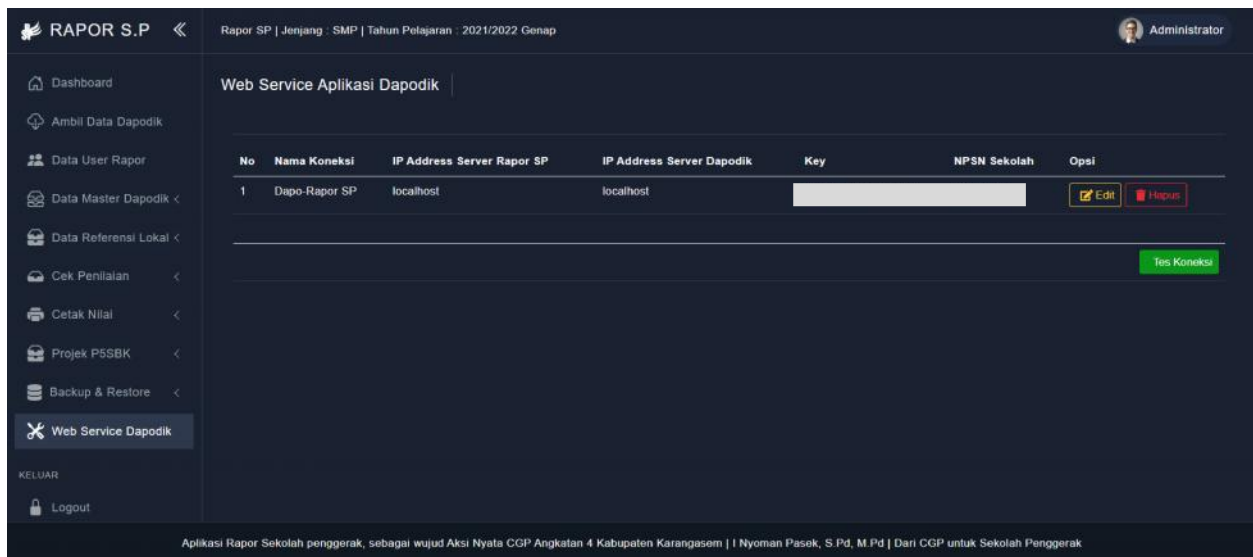 RAPOR S.P
Rapor SP | Jenjang : SMP | Tahun Pelajaran : 2021/2022 Genap
Administrator
Dashboard
Ambil Data Dapodik
Data User Rapor
Data Master Dapodik <
Data Referensi Lokal <
Cek Penilaian <
Cetak Nilai <
Projek P5SBK <
Backup & Restore <
Web Service Dapodik
KELUAR
Logout
Web Service Aplikasi Dapodik
No Nama Koneksi IP Address Server Rapor SP IP Address Server Dapodik Key NPSN Sekolah Opsi
1 Dapo-Rapor SP localhost localhost Edit Hapus
Tes Koneksi
Aplikasi Rapor Sekolah penggerak, sebagai wujud Aksi Nyata CGP Angkatan 4 Kabupaten Karangasem | I Nyoman Pasek, S.Pd, M.Pd | Dari CGP untuk Sekolah Penggerak